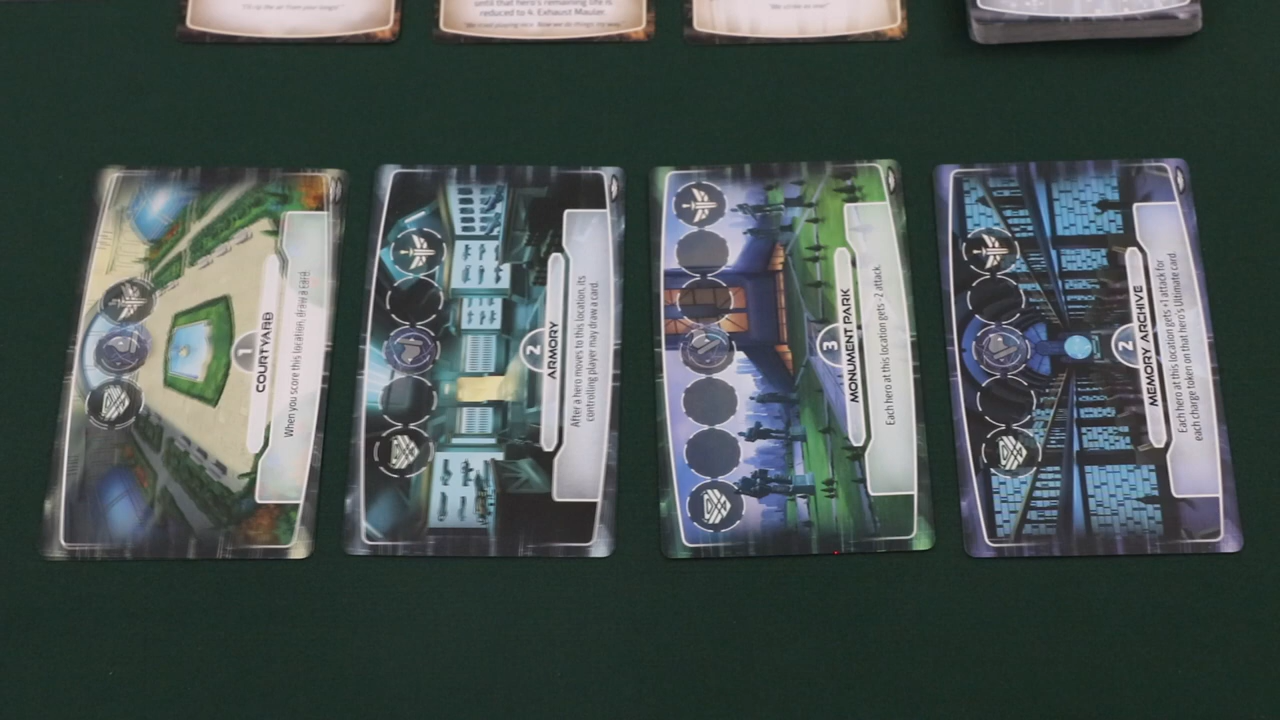 until that hero's remaining life is
reduced to 4. Exhaust Mauler.
1
COURTYARD
When you score this location, draw a card.
2
ARMORY
After a hero moves to this location, its
controlling player may draw a card.
3
MONUMENT PARK
Each hero at this location gets -2 attack.
2
MEMORY ARCHIVE
Each hero at this location gets -1 attack for
each charge token on that hero's Ultimate card.